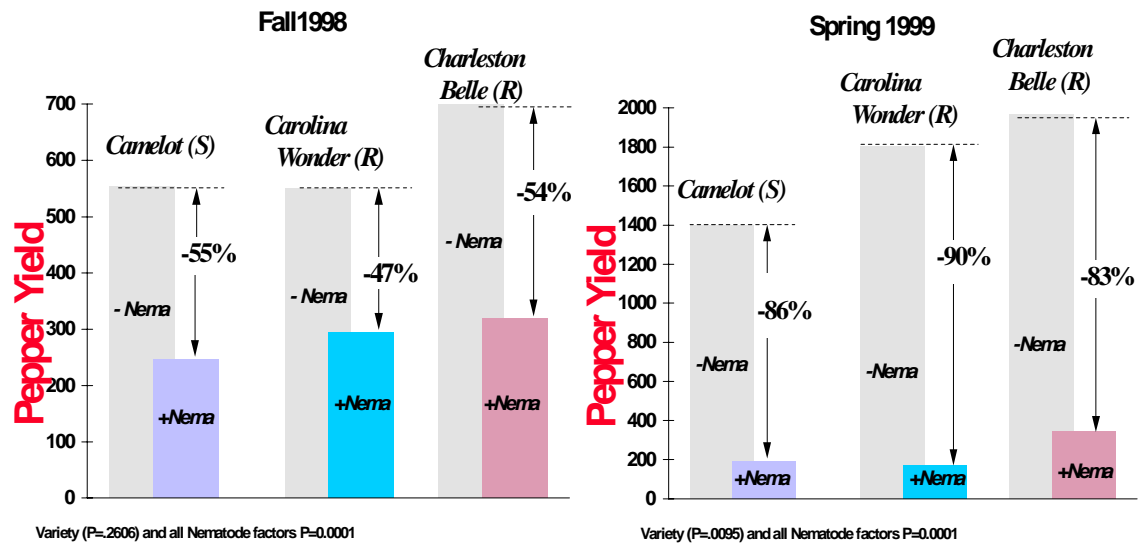 Fall1998
Pepper Yield
700
600
500
400
300
200
100
0
Camelot (S)
- Nema
+Nema
-55%
Carolina
Wonder (R)
- Nema
+Nema
-47%
Charleston
Belle (R)
- Nema
+Nema
-54%
Variety (P=.2606) and all Nematode factors P=0.0001
Spring 1999
Pepper Yield
2000
1800
1600
1400
1200
1000
800
600
400
200
0
Camelot (S)
-Nema
+Nema
-86%
Carolina
Wonder (R)
-Nema
+Nema
-90%
Charleston
Belle (R)
-Nema
+Nema
-83%
Variety (P=.0095) and all Nematode factors P=0.0001